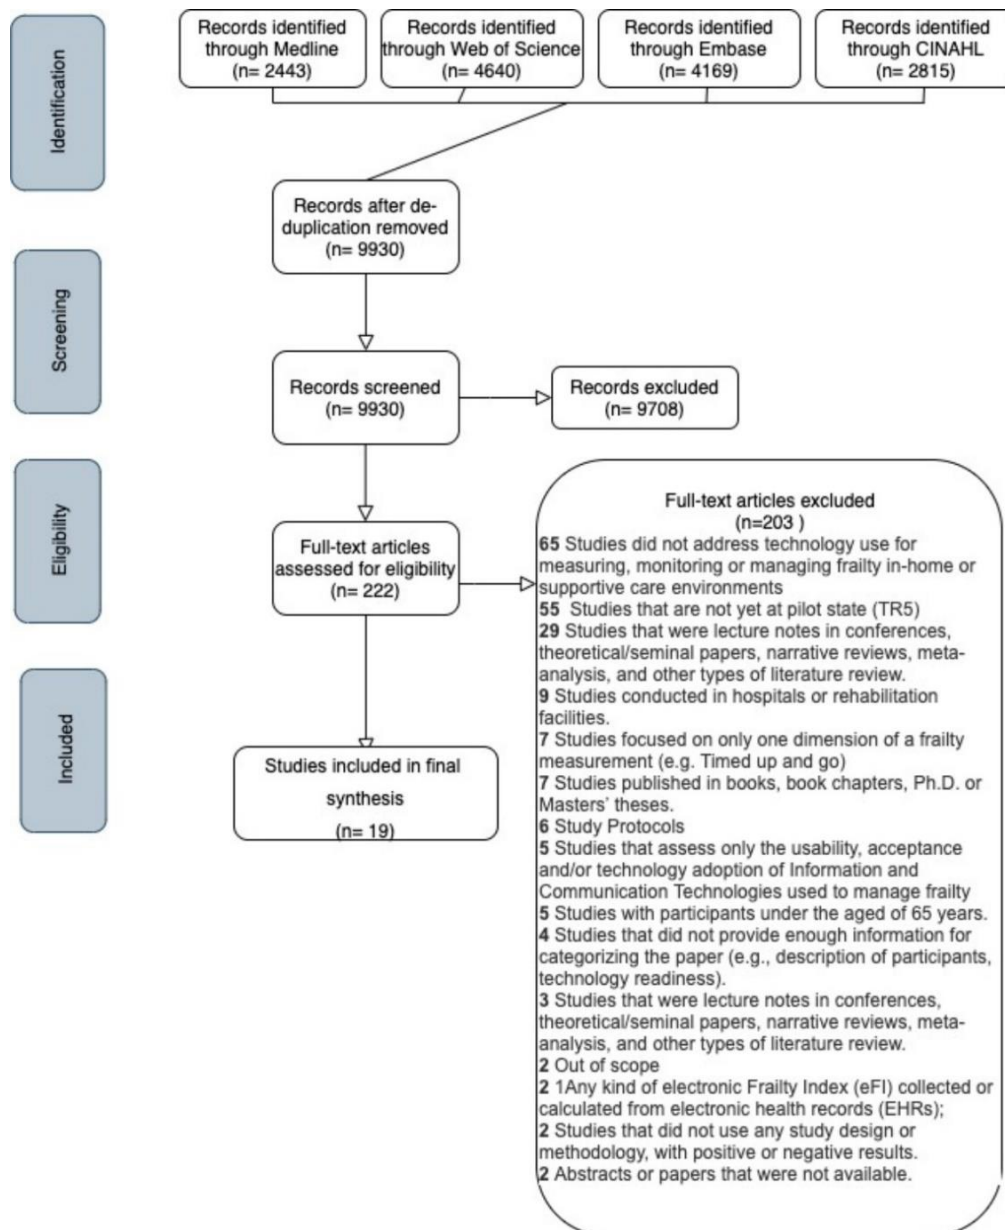 Identification
Records identified
through Medline
(n= 2443)
Records identified
through Web of Science
(n= 4640)
Records identified
through Embase
(n= 4169)
Records identified
through CINAHL
(n= 2815)
Records after de-
duplication removed
(n= 9930)
Screening
Records screened
(n= 9930)
Records excluded
(n= 9708)
Eligibility
Full-text articles
assessed for eligibility
(n= 222)
Full-text articles excluded
(n=203 )
65 Studies did not address technology use for
measuring, monitoring or managing frailty in-home or
supportive care environments
55 Studies that are not yet at pilot state (TR5)
29 Studies that were lecture notes in conferences,
theoretical/seminal papers, narrative reviews, meta-
analysis, and other types of literature review.
9 Studies conducted in hospitals or rehabilitation
facilities.
7 Studies focused on only one dimension of a frailty
measurement (e.g. Timed up and go)
7 Studies published in books, book chapters, Ph.D. or
Masters' theses.
6 Study Protocols
5 Studies that assess only the usability, acceptance
and/or technology adoption of Information and
Communication Technologies used to manage frailty
5 Studies with participants under the aged of 65 years.
4 Studies that did not provide enough information for
categorizing the paper (e.g., description of participants,
technology readiness).
3 Studies that were lecture notes in conferences,
theoretical/seminal papers, narrative reviews, meta-
analysis, and other types of literature review.
2 Out of scope
2 1Any kind of electronic Frailty Index (eFI) collected or
calculated from electronic health records (EHRs);
2 Studies that did not use any study design or
methodology, with positive or negative results.
2 Abstracts or papers that were not available.
Included
Studies included in final
synthesis
(n= 19)